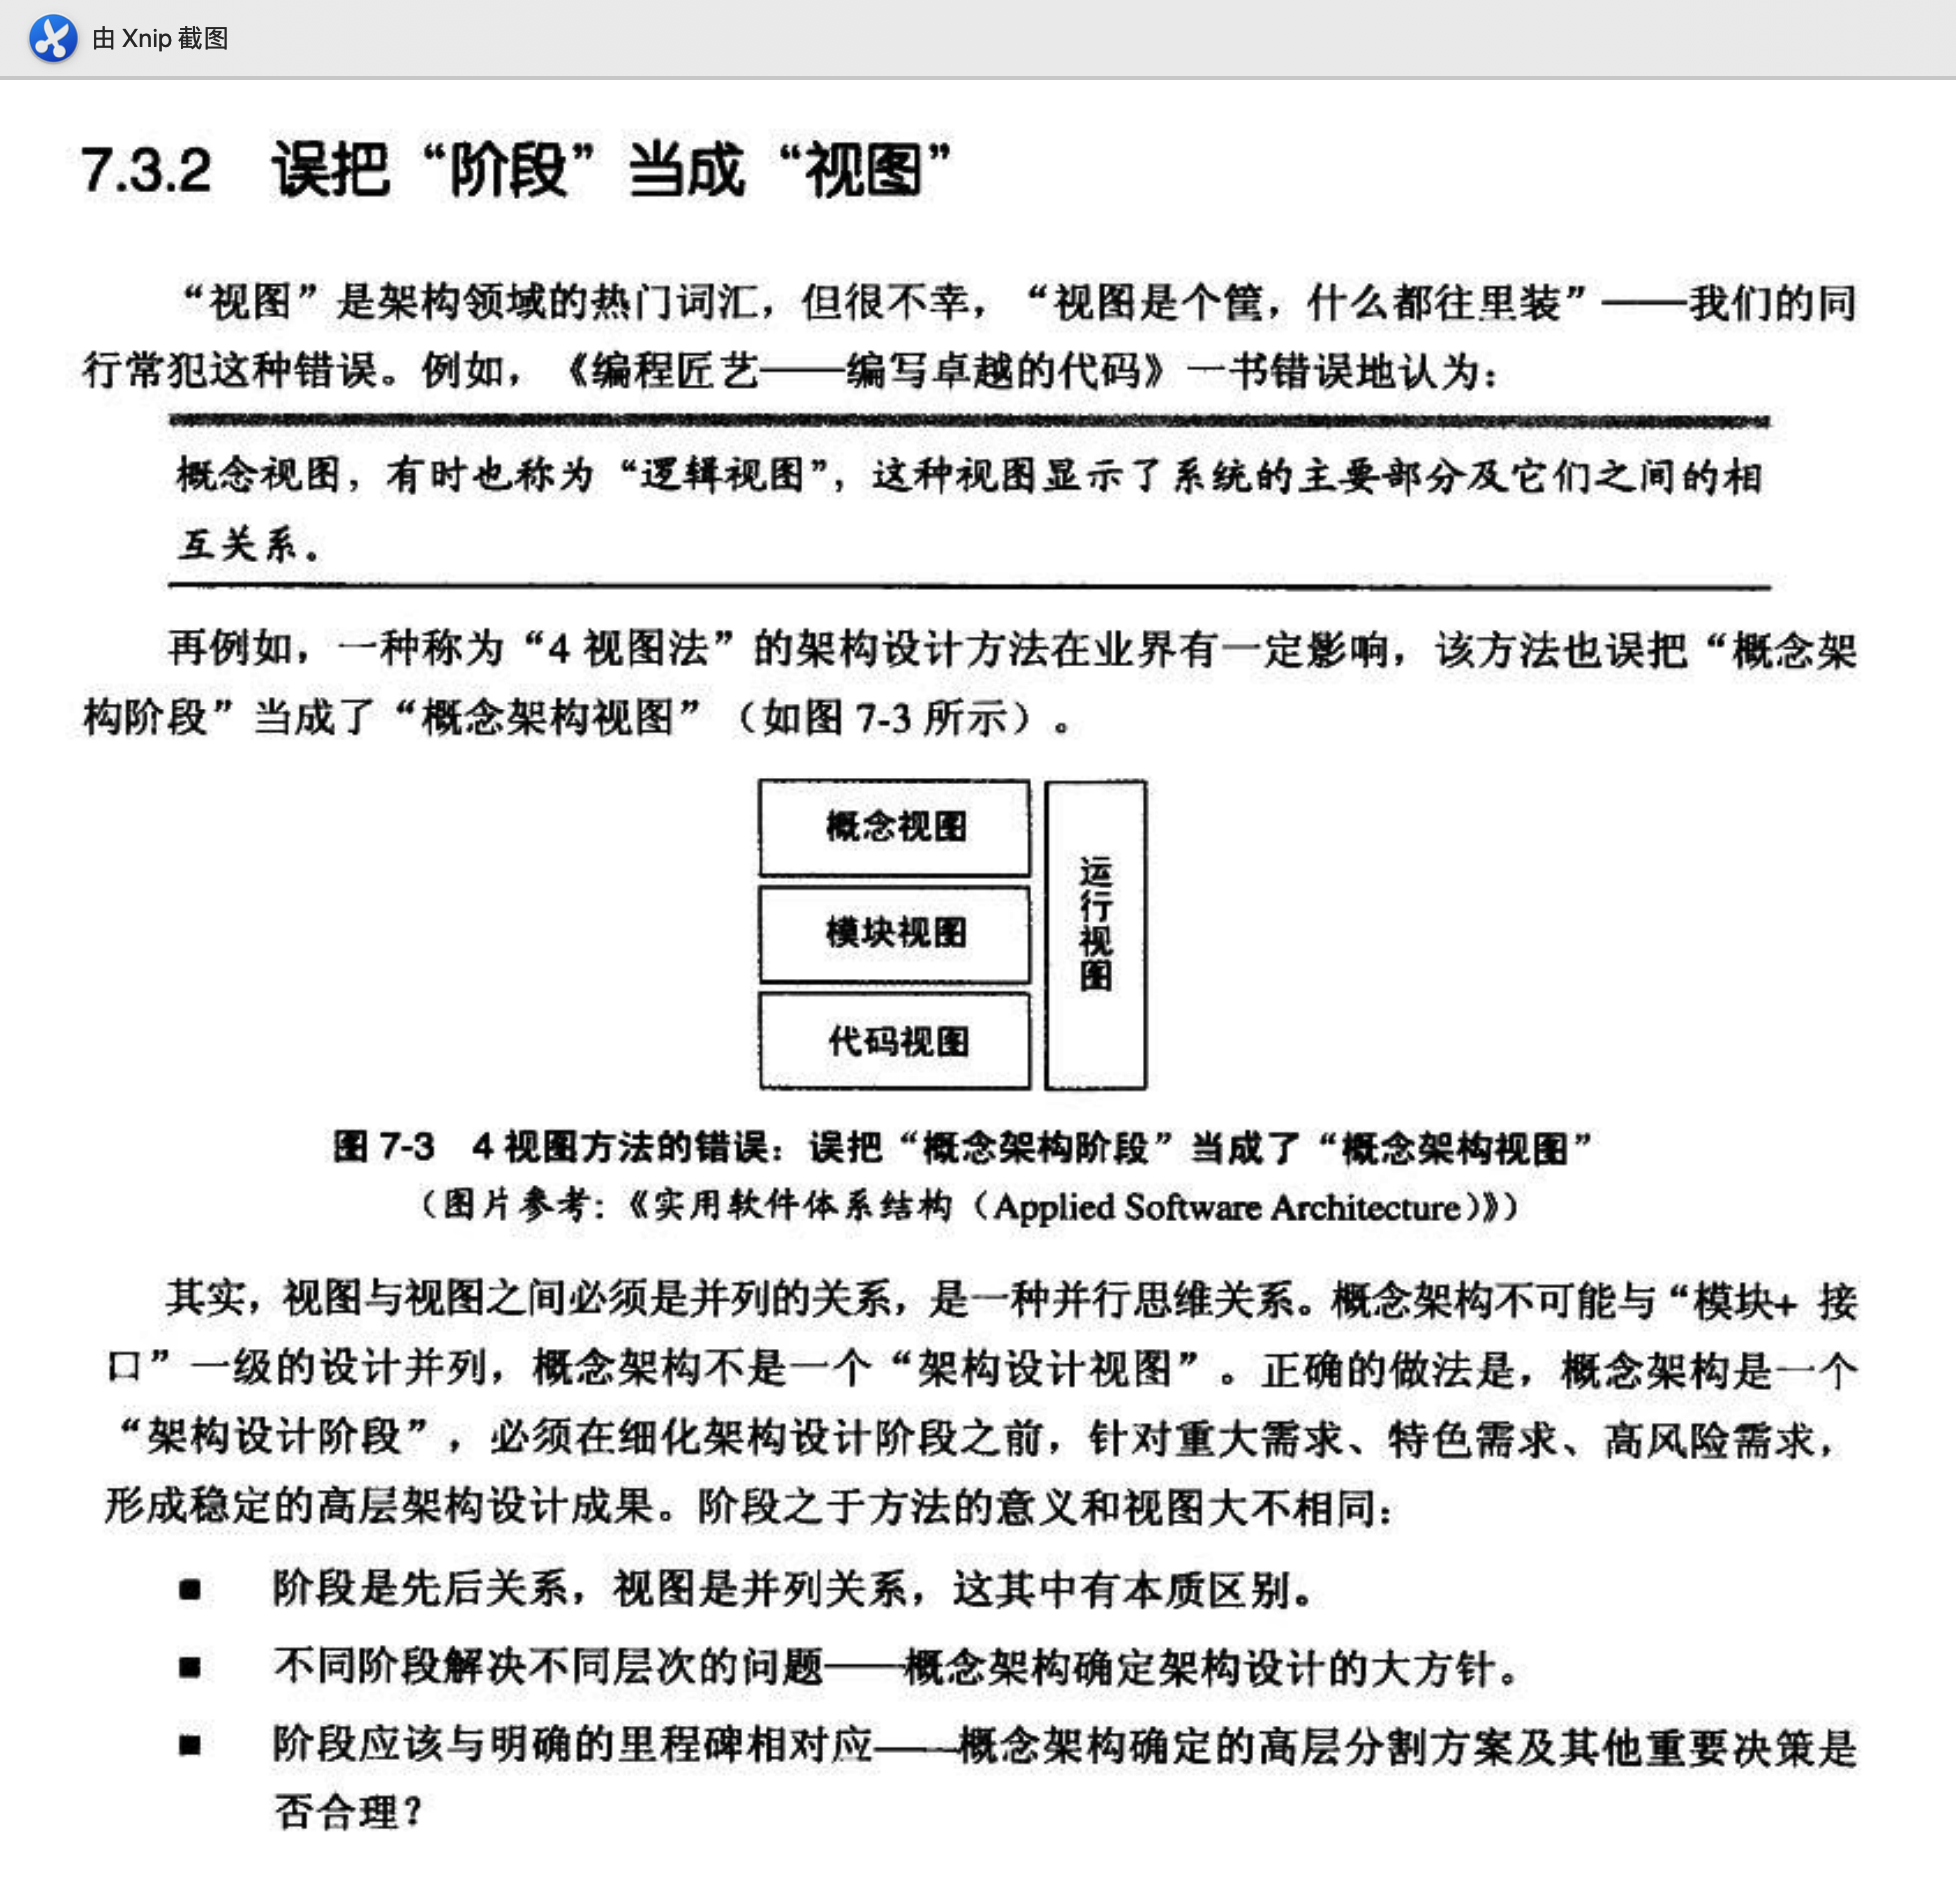 由 Xnip 截图
7.3.2 误把“阶段”当成“视图”
“视图”是架构领域的热门词汇，但很不幸，“视图是个筐，什么都往里装”——我们的同
行常犯这种错误。例如，《编程匠艺——编写卓越的代码》一书错误地认为：
概念视图，有时也称为“逻辑视图”，这种视图显示了系统的主要部分及它们之间的相
互关系。
再例如，一种称为“4 视图法”的架构设计方法在业界有一定影响，该方法也误把“概念架
构阶段”当成了“概念架构视图”（如图 7-3 所示）。
概念视图
模块视图
代码视图
运行视图
图 7-3 4 视图方法的错误：误把“概念架构阶段”当成了“概念架构视图”
（图片参考：《实用软件体系结构（Applied Software Architecture）》）
其实，视图与视图之间必须是并列的关系，是一种并行思维关系。概念架构不可能与“模块+ 接
口”一级的设计并列，概念架构不是一个“架构设计视图”。正确的做法是，概念架构是一个
“架构设计阶段”，必须在细化架构设计阶段之前，针对重大需求、特色需求、高风险需求，
形成稳定的高层架构设计成果。阶段之于方法的意义和视图大不相同：
■ 阶段是先后关系，视图是并列关系，这其中有本质区别。
■ 不同阶段解决不同层次的问题——概念架构确定架构设计的大方针。
■ 阶段应该与明确的里程碑相对应——概念架构确定的高层分割方案及其他重要决策是
否合理？